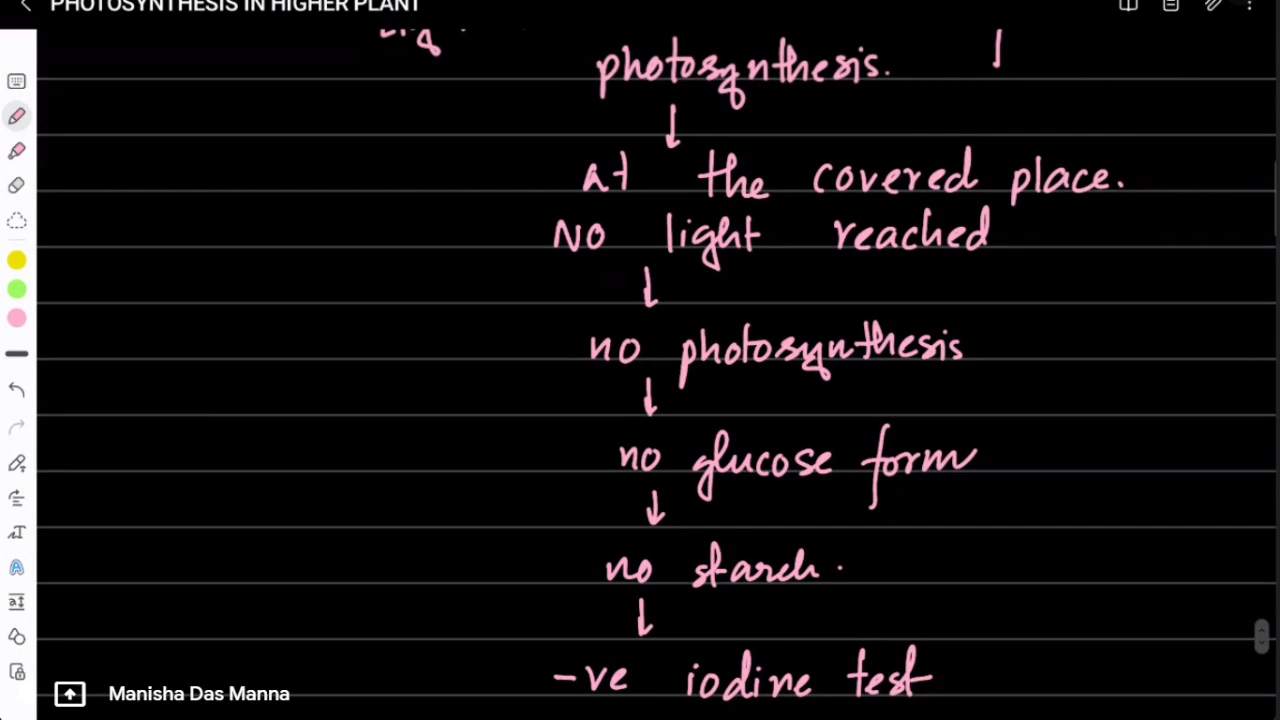 PHOTOSYNTHESIS IN HIGHER PLANT
photosynthesis.
↓
at the covered place.
No light reached
↓
no photosynthesis
↓
no glucose form
↓
no starch.
↓
-ve iodine test
Manisha Das Manna